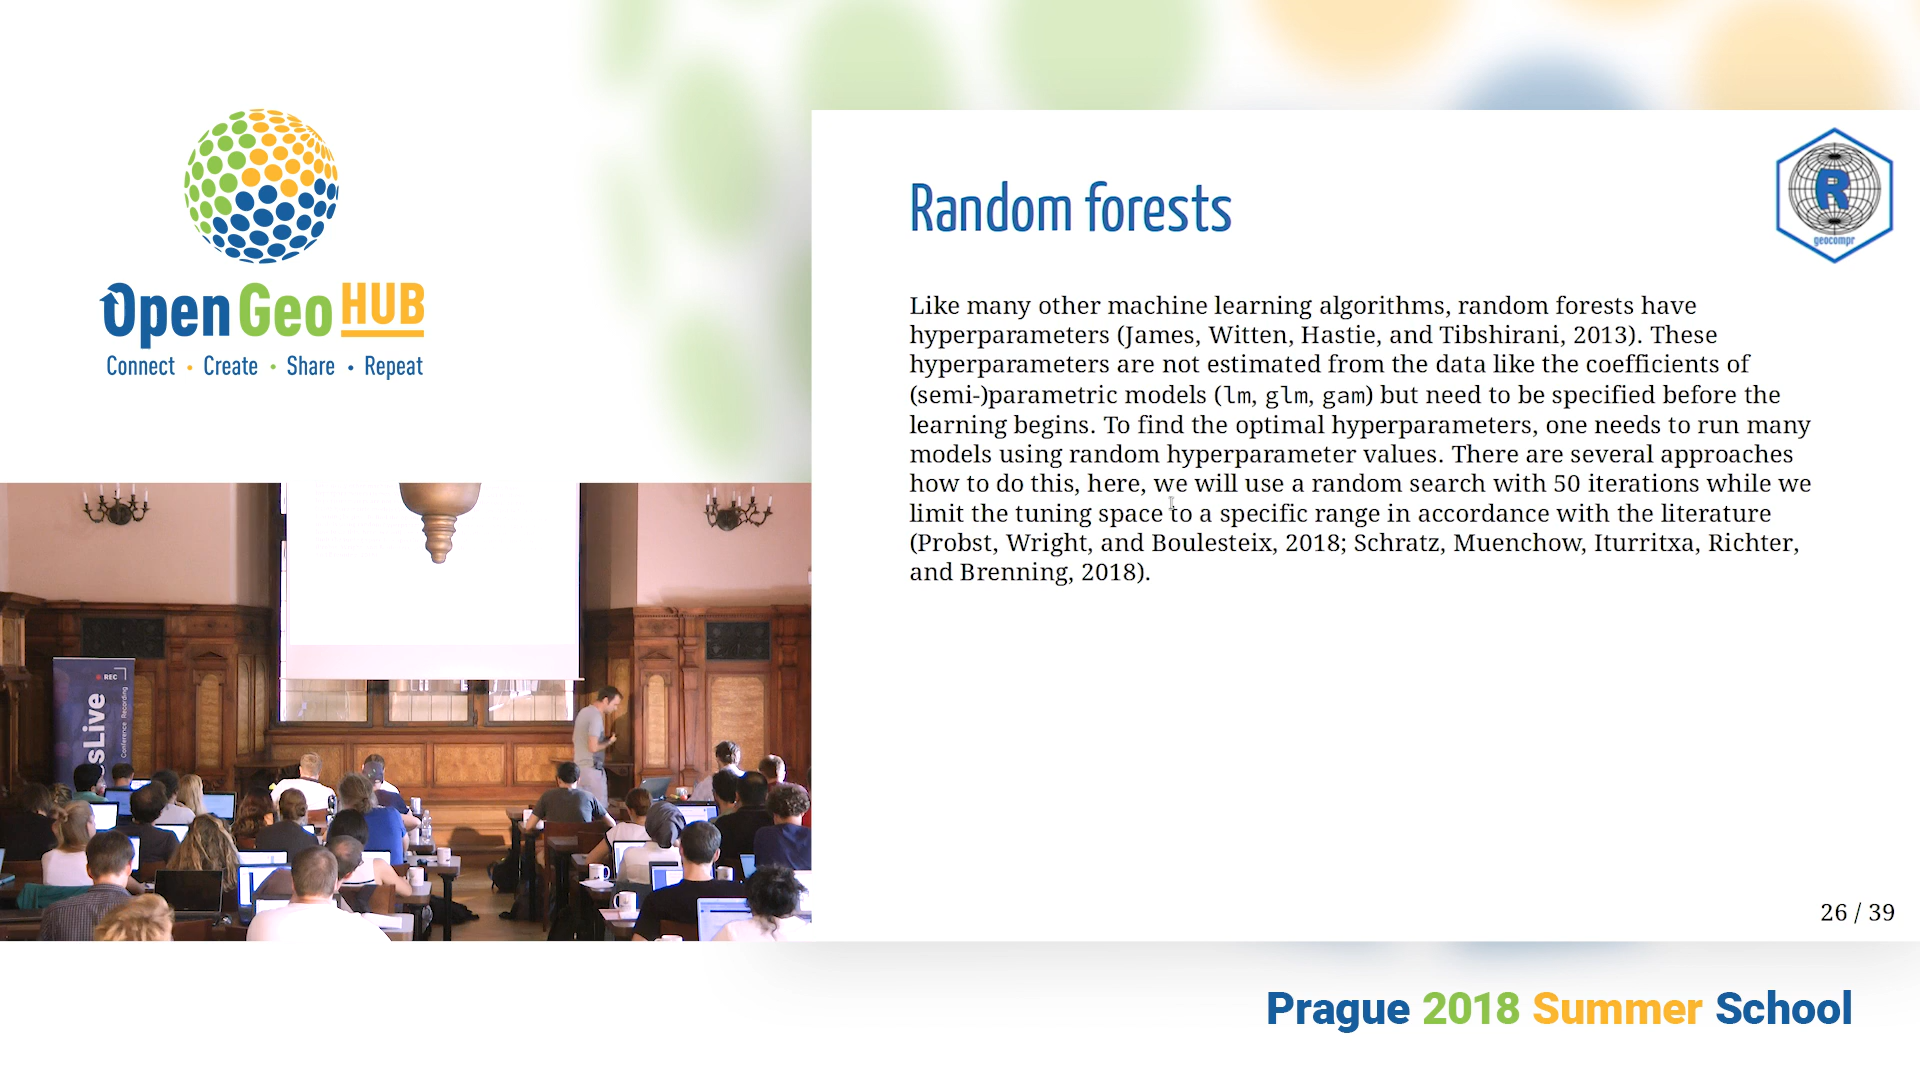 Open Geo HUB
Connect • Create • Share • Repeat
Random forests
R
geocompr
Like many other machine learning algorithms, random forests have
hyperparameters (James, Witten, Hastie, and Tibshirani, 2013). These
hyperparameters are not estimated from the data like the coefficients of
(semi-)parametric models (lm, glm, gam) but need to be specified before the
learning begins. To find the optimal hyperparameters, one needs to run many
models using random hyperparameter values. There are several approaches
how to do this, here, we will use a random search with 50 iterations while we
limit the tuning space to a specific range in accordance with the literature
(Probst, Wright, and Boulesteix, 2018; Schratz, Muenchow, Iturritxa, Richter,
and Brenning, 2018).
26 / 39
REC
sLive
Conference Recording
Prague 2018 Summer School